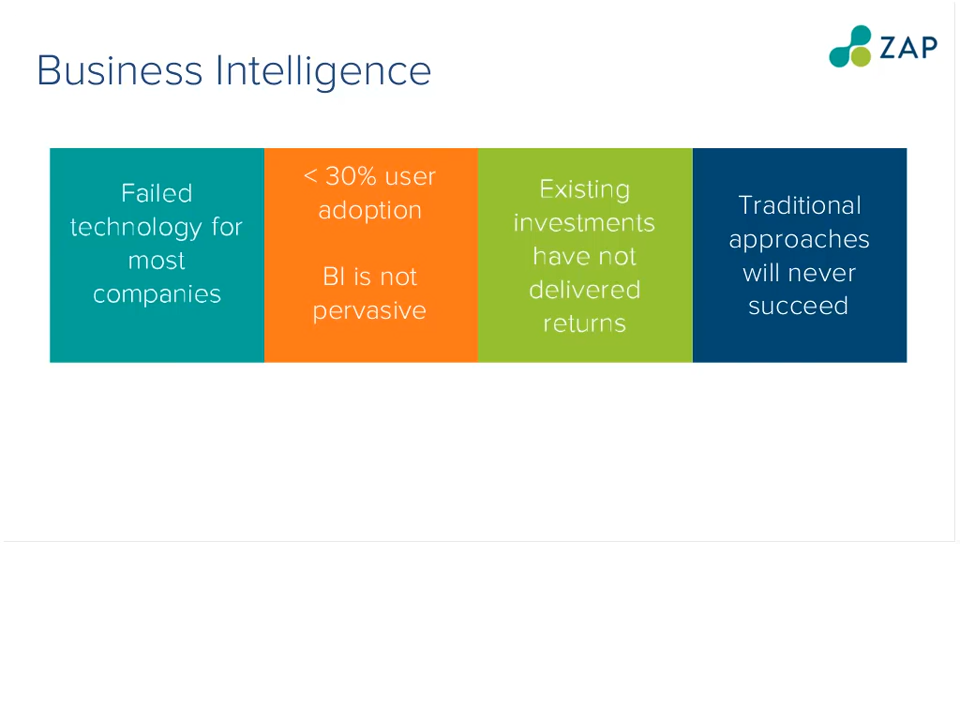 Business Intelligence
ZAP
Failed
technology for
most
companies
< 30% user
adoption
BI is not
pervasive
Existing
investments
have not
delivered
returns
Traditional
approaches
will never
succeed